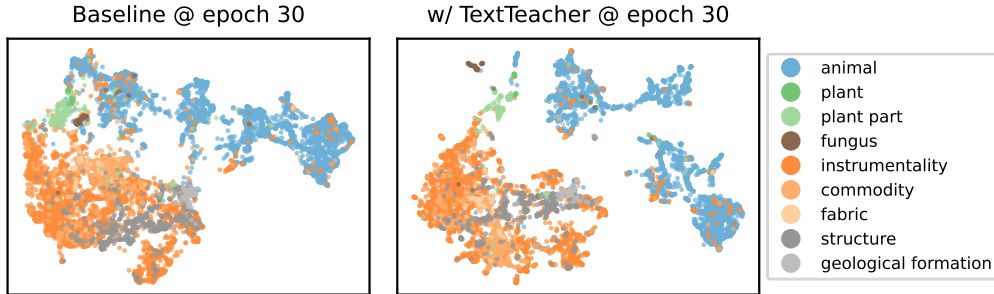 Baseline @ epoch 30
w/ TextTeacher @ epoch 30
animal
plant
plant part
fungus
instrumentality
commodity
fabric
structure
geological formation